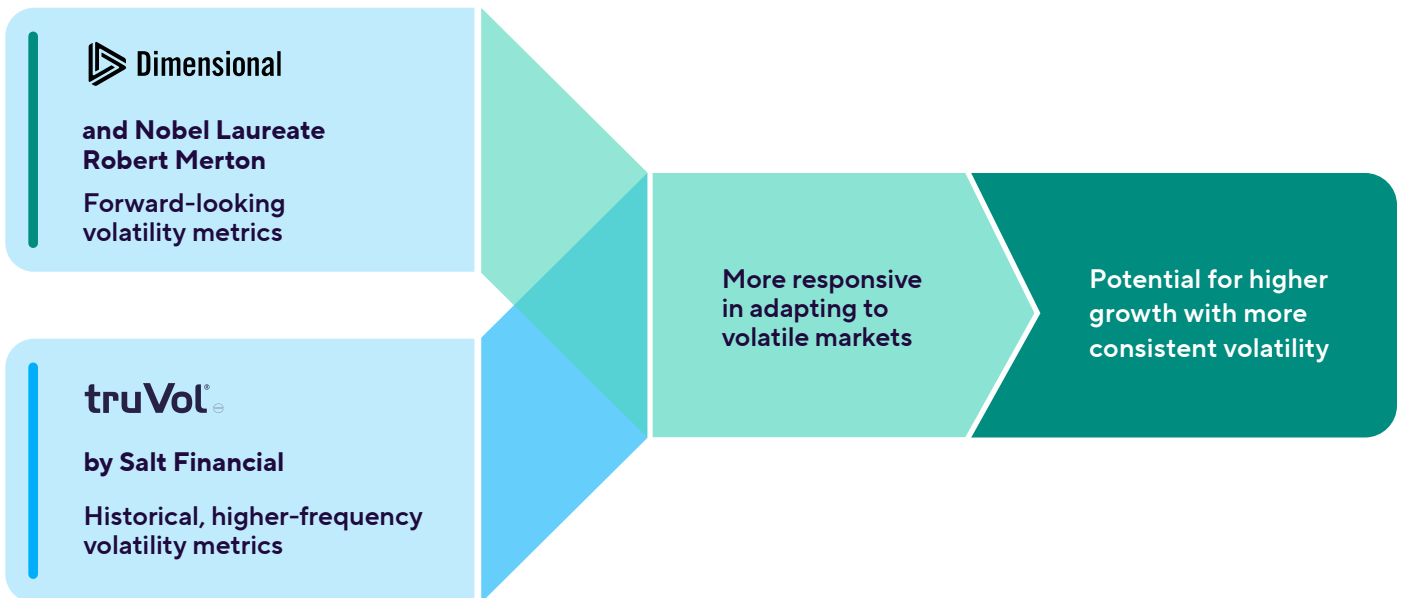 Dimensional
and Nobel Laureate
Robert Merton
Forward-looking
volatility metrics
truVol®
by Salt Financial
Historical, higher-frequency
volatility metrics
More responsive
in adapting to
volatile markets
Potential for higher
growth with more
consistent volatility